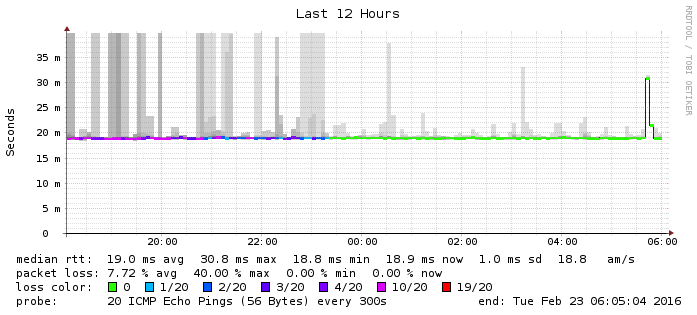 Last 12 Hours
RRDTOOL / TOBI OETIKER
Seconds
35 m
30 m
25 m
20 m
15 m
10 m
5 m
0
20:00 22:00 00:00 02:00 04:00 06:00
median rtt: 19.0 ms avg 30.8 ms max 18.8 ms min 18.9 ms now 1.0 ms sd 18.8 am/s
packet loss: 7.72 % avg 40.00 % max 0.00 % min 0.00 % now
loss color: 0 1/20 2/20 3/20 4/20 10/20 19/20
probe: 20 ICMP Echo Pings (56 Bytes) every 300s end: Tue Feb 23 06:05:04 2016